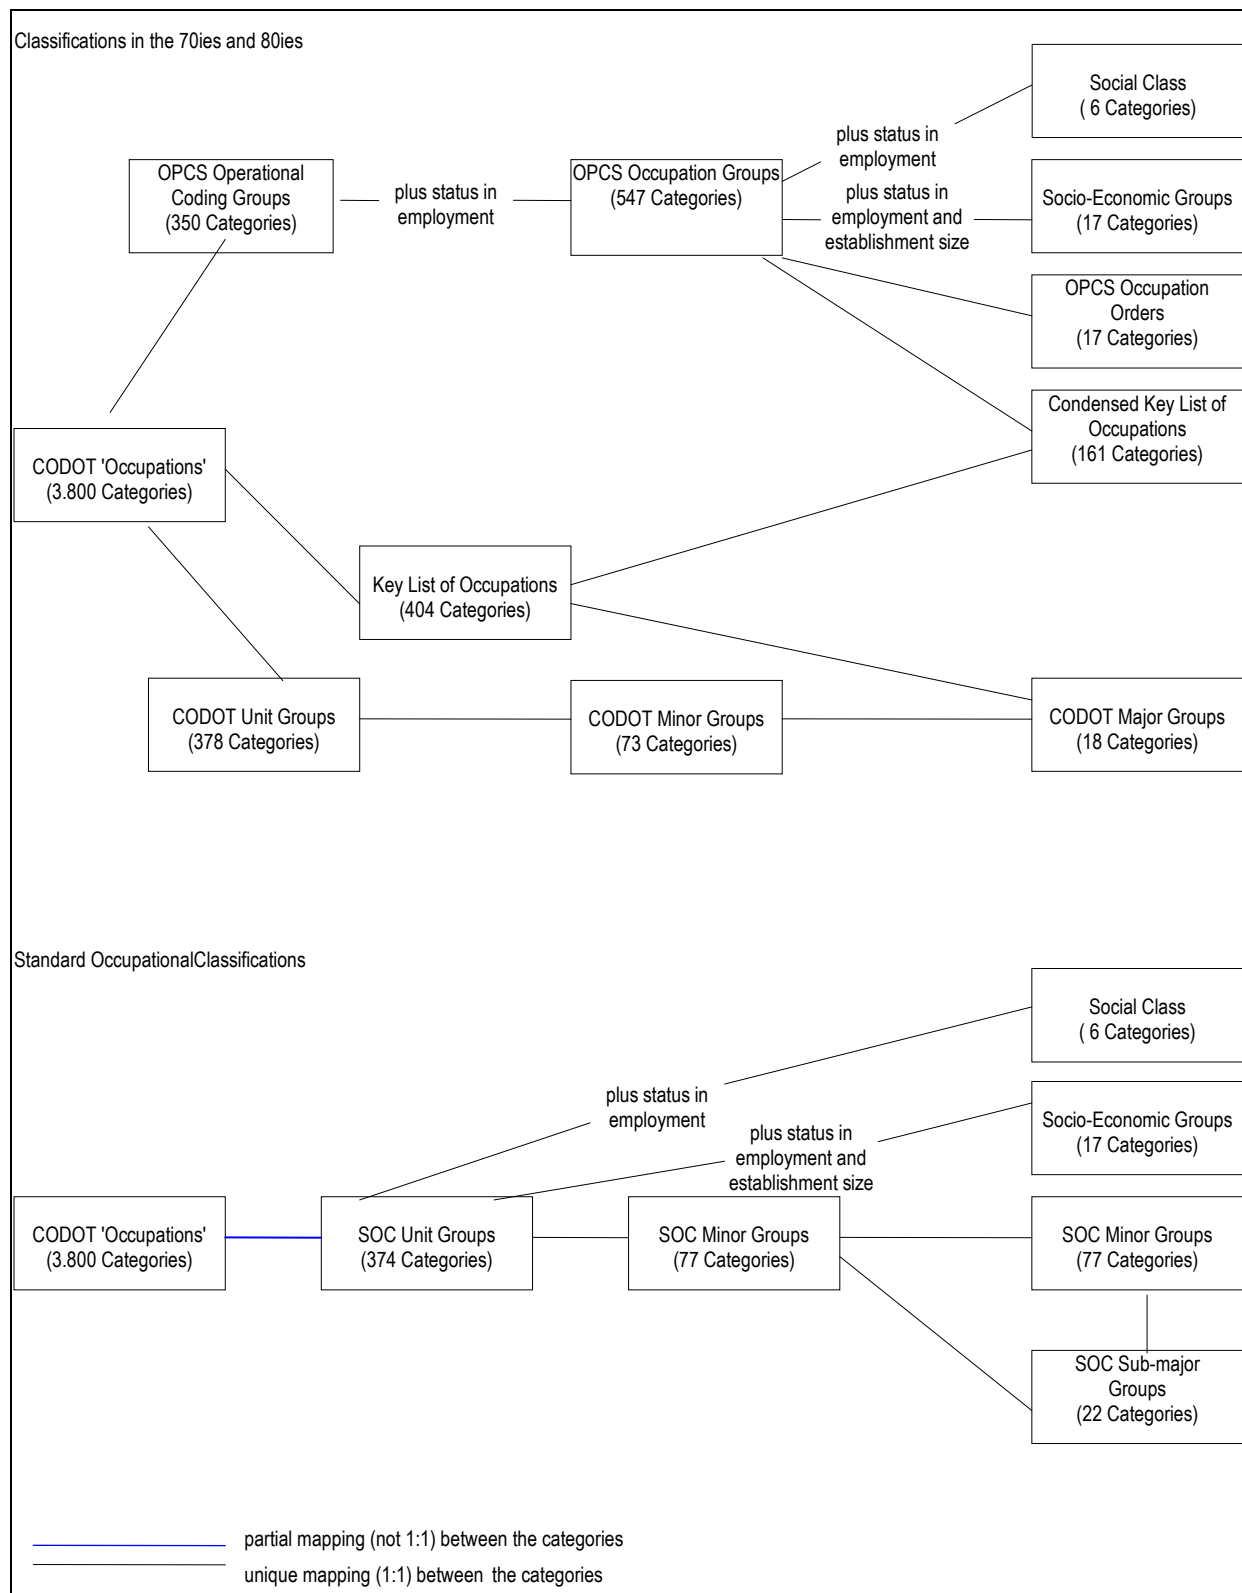 Classifications in the 70ies and 80ies
Social Class
( 6 Categories)
plus status in
employment
OPCS Operational
Coding Groups
(350 Categories)
plus status in
employment
OPCS Occupation Groups
(547 Categories)
plus status in
employment and
establishment size
Socio-Economic Groups
(17 Categories)
OPCS Occupation
Orders
(17 Categories)
Condensed Key List of
Occupations
(161 Categories)
CODOT 'Occupations'
(3.800 Categories)
Key List of Occupations
(404 Categories)
CODOT Unit Groups
(378 Categories)
CODOT Minor Groups
(73 Categories)
CODOT Major Groups
(18 Categories)
Standard OccupationalClassifications
Social Class
( 6 Categories)
plus status in
employment
Socio-Economic Groups
(17 Categories)
plus status in
employment and
establishment size
CODOT 'Occupations'
(3.800 Categories)
SOC Unit Groups
(374 Categories)
SOC Minor Groups
(77 Categories)
SOC Minor Groups
(77 Categories)
SOC Sub-major
Groups
(22 Categories)
partial mapping (not 1:1) between the categories
unique mapping (1:1) between the categories